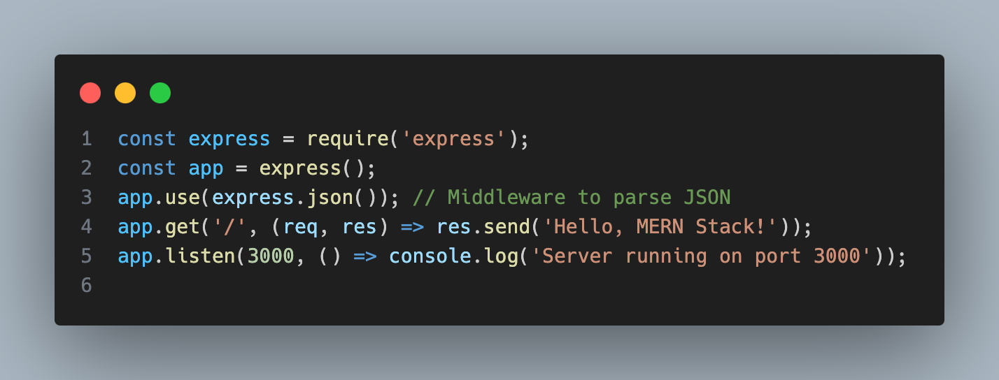 1 const express = require('express');
2 const app = express();
3 app.use(express.json()); // Middleware to parse JSON
4 app.get('/', (req, res) => res.send('Hello, MERN Stack!'));
5 app.listen(3000, () => console.log('Server running on port 3000'));
6